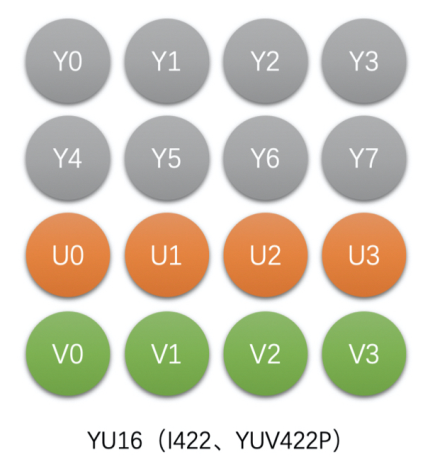 Y0 Y1 Y2 Y3
Y4 Y5 Y6 Y7
U0 U1 U2 U3
V0 V1 V2 V3
YU16（I422、YUV422P）